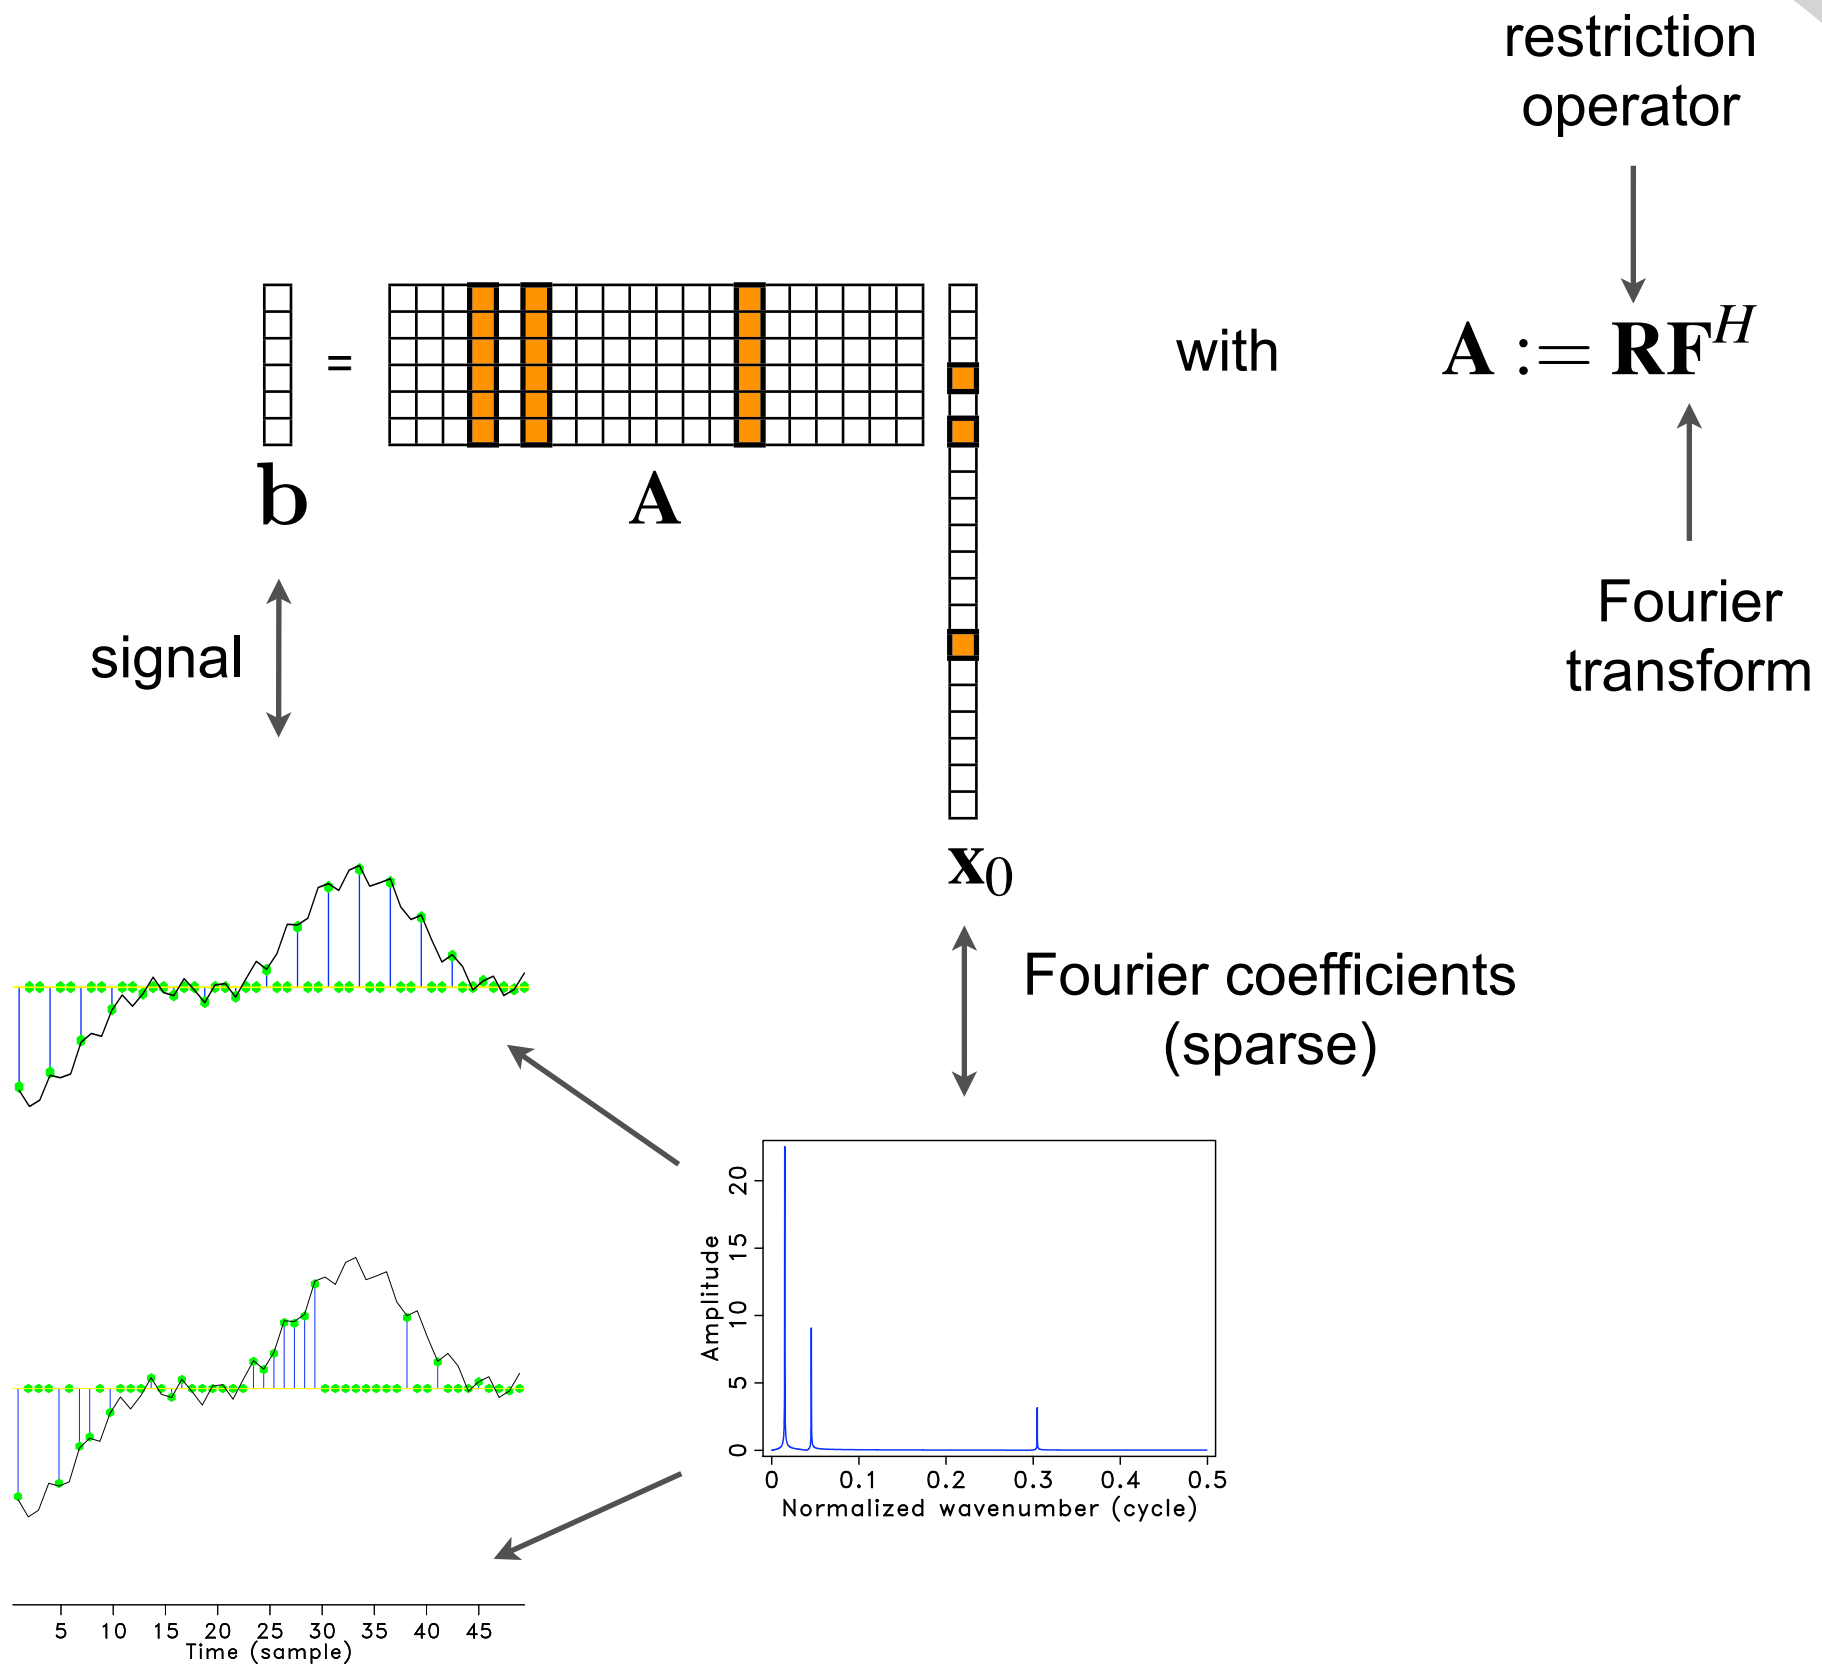 restriction
operator
=
with
A := RF^H
b
A
signal
Fourier
transform
x₀
Fourier coefficients
(sparse)
20
15
10
5
0
Amplitude
0 0.1 0.2 0.3 0.4 0.5
Normalized wavenumber (cycle)
5 10 15 20 25 30 35 40 45
Time (sample)